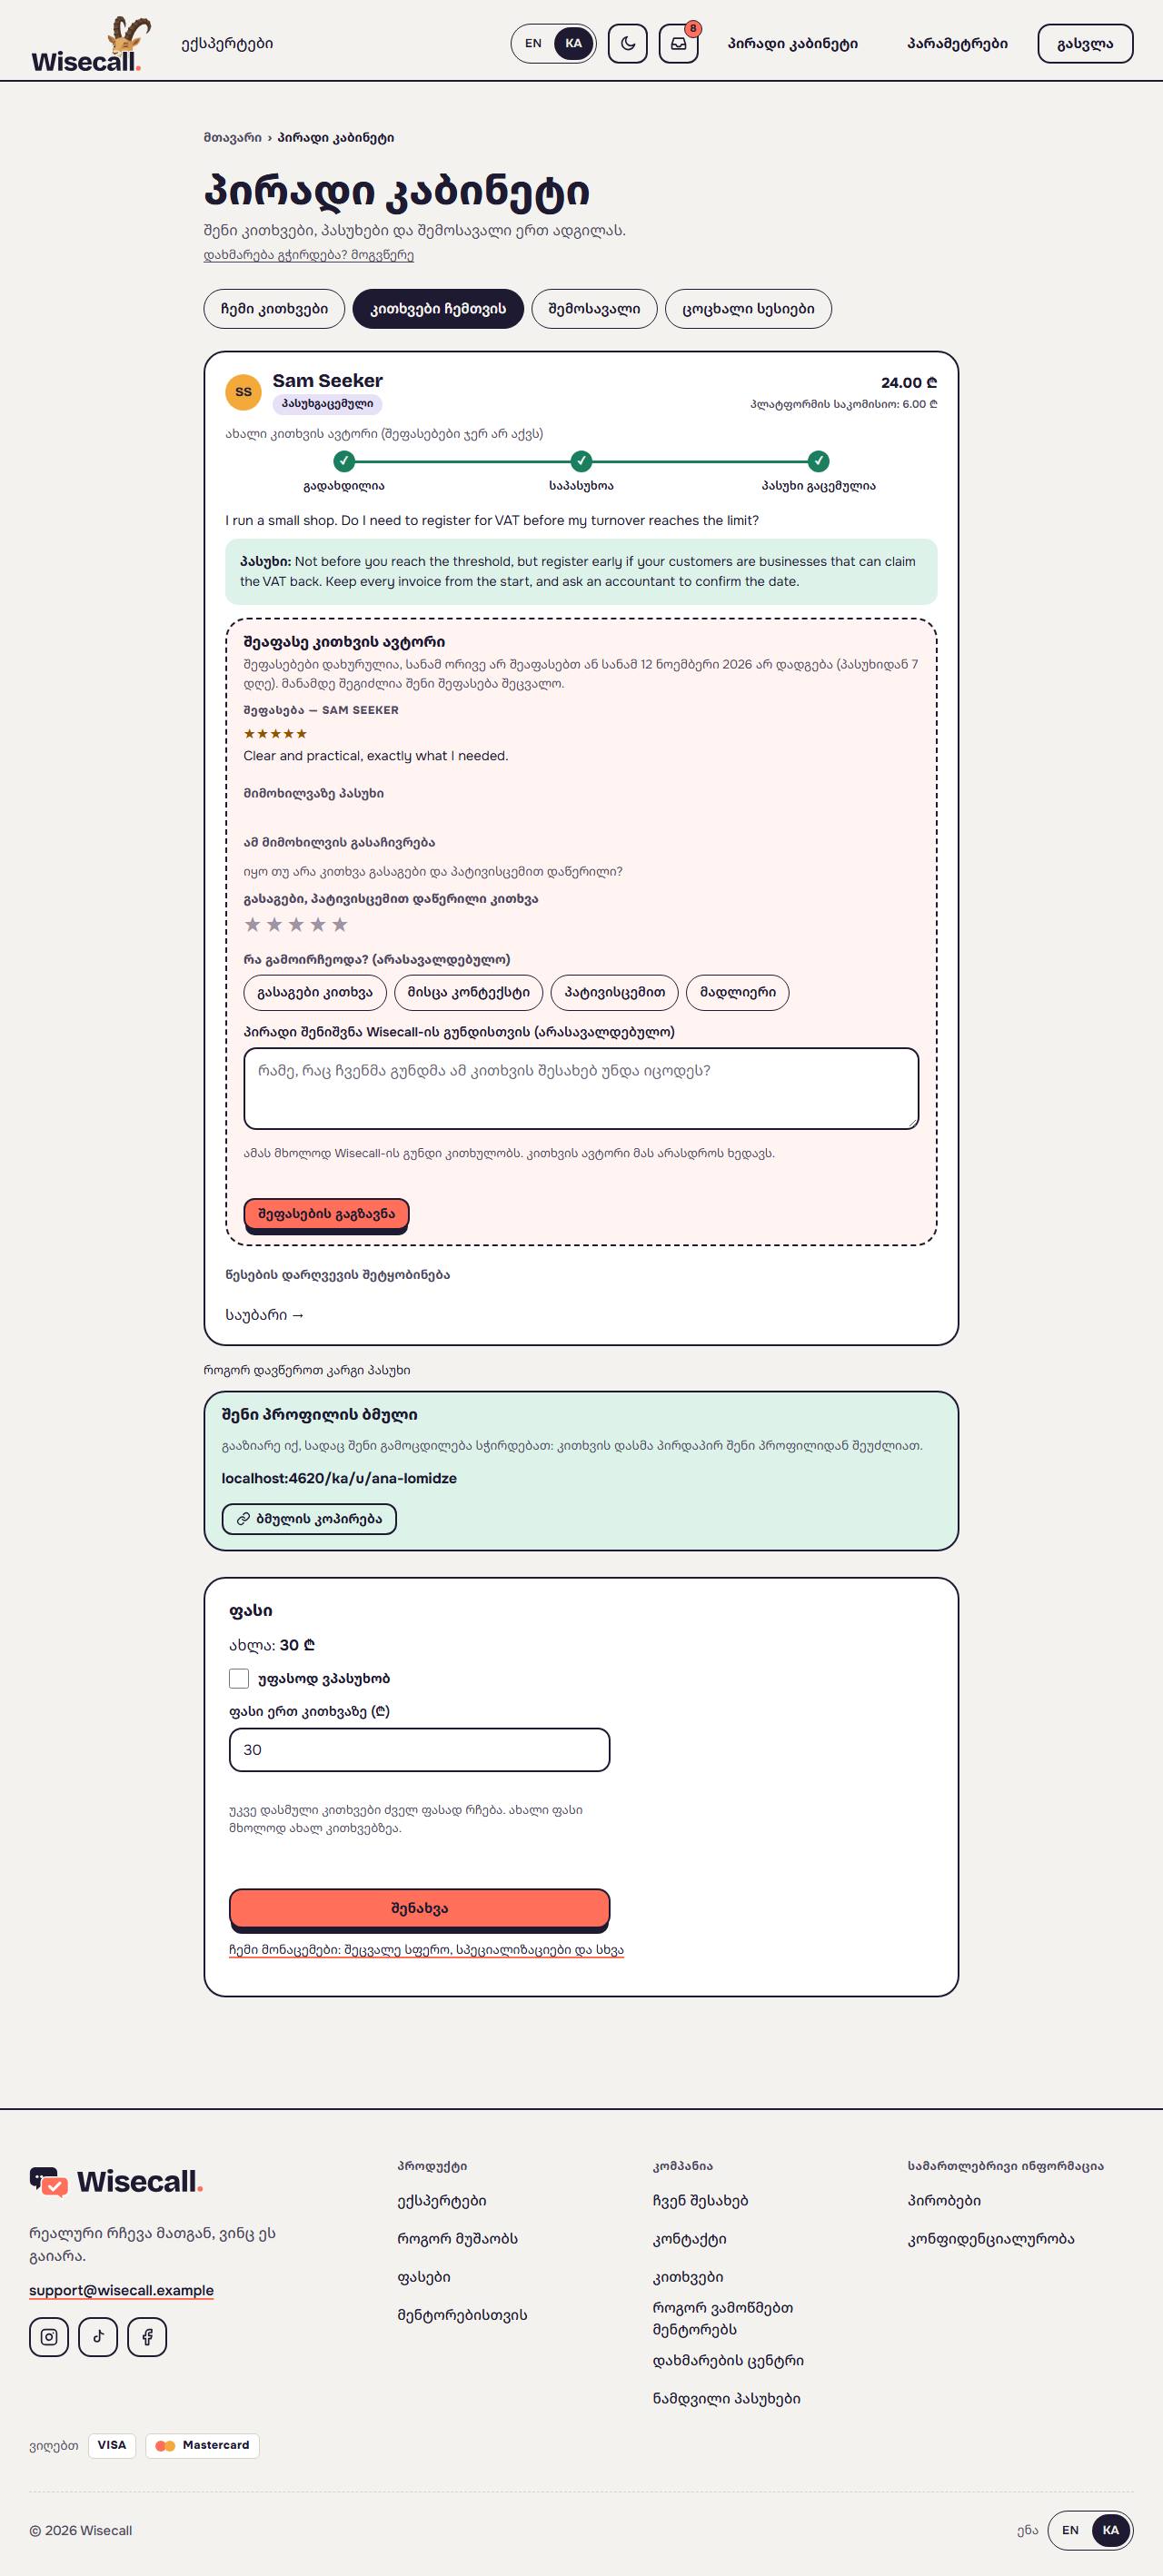 Wisecall.
ექსპერტები
EN KA
8
პირადი კაბინეტი
პარამეტრები
გასვლა
მთავარი › პირადი კაბინეტი
პირადი კაბინეტი
შენი კითხვები, პასუხები და შემოსავალი ერთ ადგილას.
დახმარება გჭირდება? მოგვწერე
ჩემი კითხვები
კითხვები ჩემთვის
შემოსავალი
ცოცხალი სესიები
SS
Sam Seeker
პასუხგაცემული
24.00 ₾
პლატფორმის საკომისიო: 6.00 ₾
ახალი კითხვის ავტორი (შეფასებები ჯერ არ აქვს)
გადახდილია
საპასუხოა
პასუხი გაცემულია
I run a small shop. Do I need to register for VAT before my turnover reaches the limit?
პასუხი: Not before you reach the threshold, but register early if your customers are businesses that can claim
the VAT back. Keep every invoice from the start, and ask an accountant to confirm the date.
შეაფასე კითხვის ავტორი
შეფასებები დახურულია, სანამ ორივე არ შეაფასებთ ან სანამ 12 ნოემბერი 2026 არ დადგება (პასუხიდან 7
დღე). მანამდე შეგიძლია შენი შეფასება შეცვალო.
შეფასება — SAM SEEKER
★★★★★
Clear and practical, exactly what I needed.
მიმოხილვაზე პასუხი
ამ მიმოხილვის გასაჩივრება
იყო თუ არა კითხვა გასაგები და პატივისცემით დაწერილი?
გასაგები, პატივისცემით დაწერილი კითხვა
★★★★★
რა გამოირჩეოდა? (არასავალდებულო)
გასაგები კითხვა
მისცა კონტექსტი
პატივისცემით
მადლიერი
პირადი შენიშვნა Wisecall-ის გუნდისთვის (არასავალდებულო)
რამე, რაც ჩვენმა გუნდმა ამ კითხვის შესახებ უნდა იცოდეს?
ამას მხოლოდ Wisecall-ის გუნდი კითხულობს. კითხვის ავტორი მას არასდროს ხედავს.
შეფასების გაგზავნა
წესების დარღვევის შეტყობინება
საუბარი →
როგორ დავწეროთ კარგი პასუხი
შენი პროფილის ბმული
გააზიარე იქ, სადაც შენი გამოცდილება სჭირდებათ: კითხვის დასმა პირდაპირ შენი პროფილიდან შეუძლიათ.
localhost:4620/ka/u/ana-lomidze
ბმულის კოპირება
ფასი
ახლა: 30 ₾
უფასოდ ვპასუხობ
ფასი ერთ კითხვაზე (₾)
30
უკვე დასმული კითხვები ძველ ფასად რჩება. ახალი ფასი
მხოლოდ ახალ კითხვებზეა.
შენახვა
ჩემი მონაცემები: შეცვალე სფერო, სპეციალიზაციები და სხვა
Wisecall.
რეალური რჩევა მათგან, ვინც ეს
გაიარა.
support@wisecall.example
პროდუქტი
ექსპერტები
როგორ მუშაობს
ფასები
მენტორებისთვის
კომპანია
ჩვენ შესახებ
კონტაქტი
კითხვები
როგორ ვამოწმებთ
მენტორებს
დახმარების ცენტრი
ნამდვილი პასუხები
სამართლებრივი ინფორმაცია
პირობები
კონფიდენციალურობა
ვიღებთ VISA Mastercard
© 2026 Wisecall
ენა EN KA